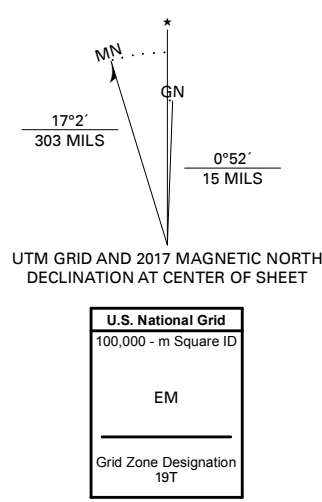 MN
GN
17°2´
303 MILS
0°52´
15 MILS
UTM GRID AND 2017 MAGNETIC NORTH
DECLINATION AT CENTER OF SHEET
U.S. National Grid
100,000 - m Square ID
EM
Grid Zone Designation
19T